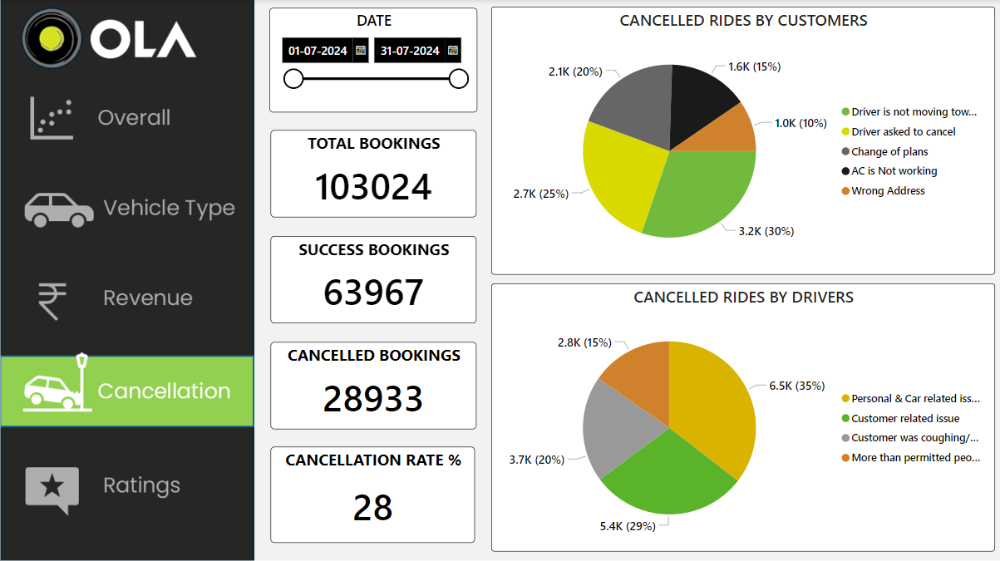 OLA
Overall
Vehicle Type
Revenue
Cancellation
Ratings
DATE
01-07-2024
31-07-2024
TOTAL BOOKINGS
103024
SUCCESS BOOKINGS
63967
CANCELLED BOOKINGS
28933
CANCELLATION RATE %
28
CANCELLED RIDES BY CUSTOMERS
2.1K (20%)
1.6K (15%)
1.0K (10%)
2.7K (25%)
3.2K (30%)
Driver is not moving tow...
Driver asked to cancel
Change of plans
AC is Not working
Wrong Address
CANCELLED RIDES BY DRIVERS
2.8K (15%)
6.5K (35%)
3.7K (20%)
5.4K (29%)
Personal & Car related iss...
Customer related issue
Customer was coughing/...
More than permitted peo...